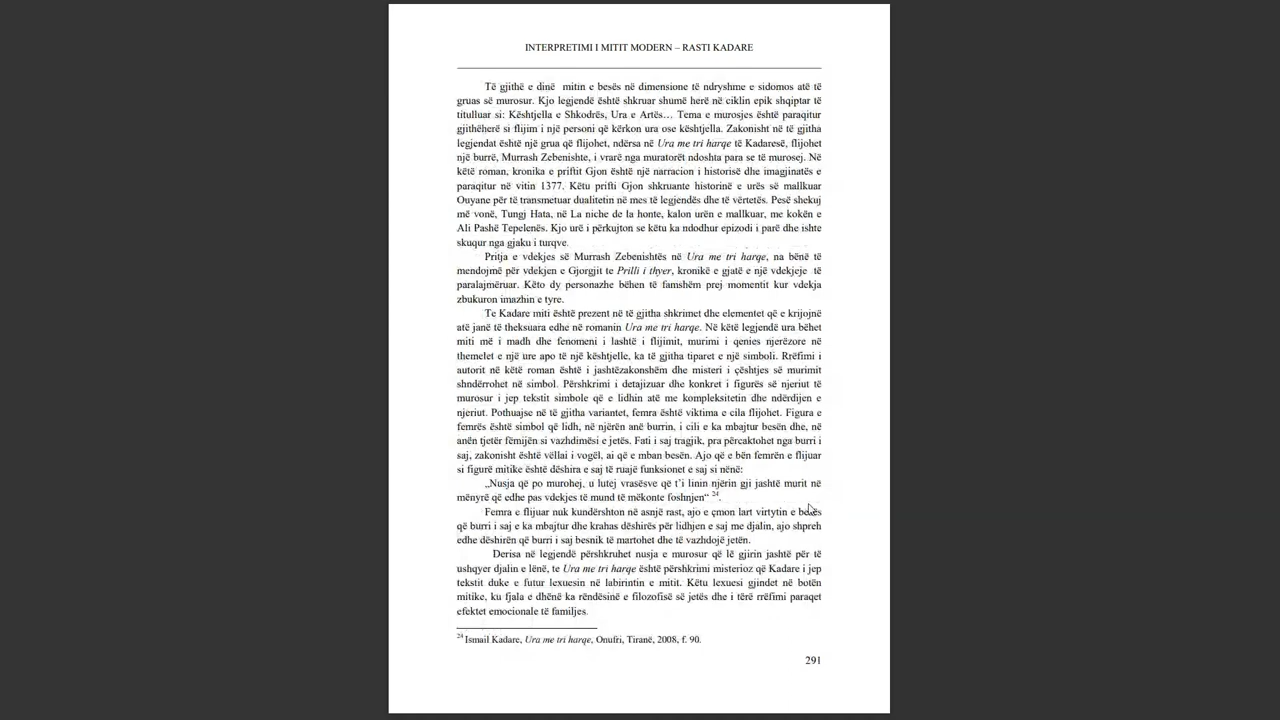 INTERPRETIMI I MITIT MODERN – RASTI KADARE
Të gjithë e dinë mitin e besës në dimensione të ndryshme e sidomos atë të
gruas së murosur. Kjo legjendë është shkruar shumë herë në ciklin epik shqiptar të
titulluar si: Kështjella e Shkodrës, Ura e Artës… Tema e murosjes është paraqitur
gjithëherë si flijim i një personi që kërkon ura ose kështjella. Zakonisht në të gjitha
legjendat është një grua që flijohet, ndërsa në Ura me tri harqe të Kadaresë, flijohet
një burrë, Murrash Zebenishte, i vrarë nga muratorët ndoshta para se të murosej. Në
këtë roman, kronika e priftit Gjon është një narracion i historisë dhe imagjinatës e
paraqitur në vitin 1377. Këtu prifti Gjon shkruante historinë e urës së mallkuar
Ouyane për të transmetuar dualitetin në mes të legjendës dhe të vërtetës. Pesë shekuj
më vonë, Tungj Hata, në La niche de la honte, kalon urën e mallkuar, me kokën e
Ali Pashë Tepelenës. Kjo urë i përkujton se këtu ka ndodhur epizodi i parë dhe ishte
skuqur nga gjaku i turqve.
Pritja e vdekjes së Murrash Zebenishtës në Ura me tri harqe, na bënë të
mendojmë për vdekjen e Gjorgjit te Prilli i thyer, kronikë e gjatë e një vdekjeje të
paralajmëruar. Këto dy personazhe bëhen të famshëm prej momentit kur vdekja
zbukuron imazhin e tyre.
Te Kadare miti është prezent në të gjitha shkrimet dhe elementet që e krijojnë
atë janë të theksuara edhe në romanin Ura me tri harqe. Në këtë legjendë ura bëhet
miti më i madh dhe fenomeni i lashtë i flijimit, murimi i qenies njerëzore në
themelet e një ure apo të një kështjelle, ka të gjitha tiparet e një simboli. Rrëfimi i
autorit në këtë roman është i jashtëzakonshëm dhe misteri i çështjes së murimit
shndërrohet në simbol. Përshkrimi i detajizuar dhe konkret i figurës së njeriut të
murosur i jep tekstit simbole që e lidhin atë me kompleksitetin dhe ndërdijen e
njeriut. Pothuajse në të gjitha variantet, femra është viktima e cila flijohet. Figura e
femrës është simbol që lidh, në njërën anë burrin, i cili e ka mbajtur besën dhe, në
anën tjetër fëmijën si vazhdimësi e jetës. Fati i saj tragjik, pra përcaktohet nga burri i
saj, zakonisht është vëllai i vogël, ai që e mban besën. Ajo që e bën femrën e flijuar
si figurë mitike është dëshira e saj të ruajë funksionet e saj si nënë:
„Nusja që po murohej, u lutej vrasësve që t’i linin njërin gji jashtë murit në
mënyrë që edhe pas vdekjes të mund të mëkonte foshnjen“ 24.
Femra e flijuar nuk kundërshton në asnjë rast, ajo e çmon lart virtytin e besës
që burri i saj e ka mbajtur dhe krahas dëshirës për lidhjen e saj me djalin, ajo shpreh
edhe dëshirën që burri i saj besnik të martohet dhe të vazhdojë jetën.
Derisa në legjendë përshkruhet nusja e murosur që lë gjirin jashtë për të
ushqyer djalin e lënë, te Ura me tri harqe është përshkrimi misterioz që Kadare i jep
tekstit duke e futur lexuesin në labirintin e mitit. Këtu lexuesi gjindet në botën
mitike, ku fjala e dhënë ka rëndësinë e filozofisë së jetës dhe i tërë rrëfimi paraqet
efektet emocionale të familjes.
24 Ismail Kadare, Ura me tri harqe, Onufri, Tiranë, 2008, f. 90.
291